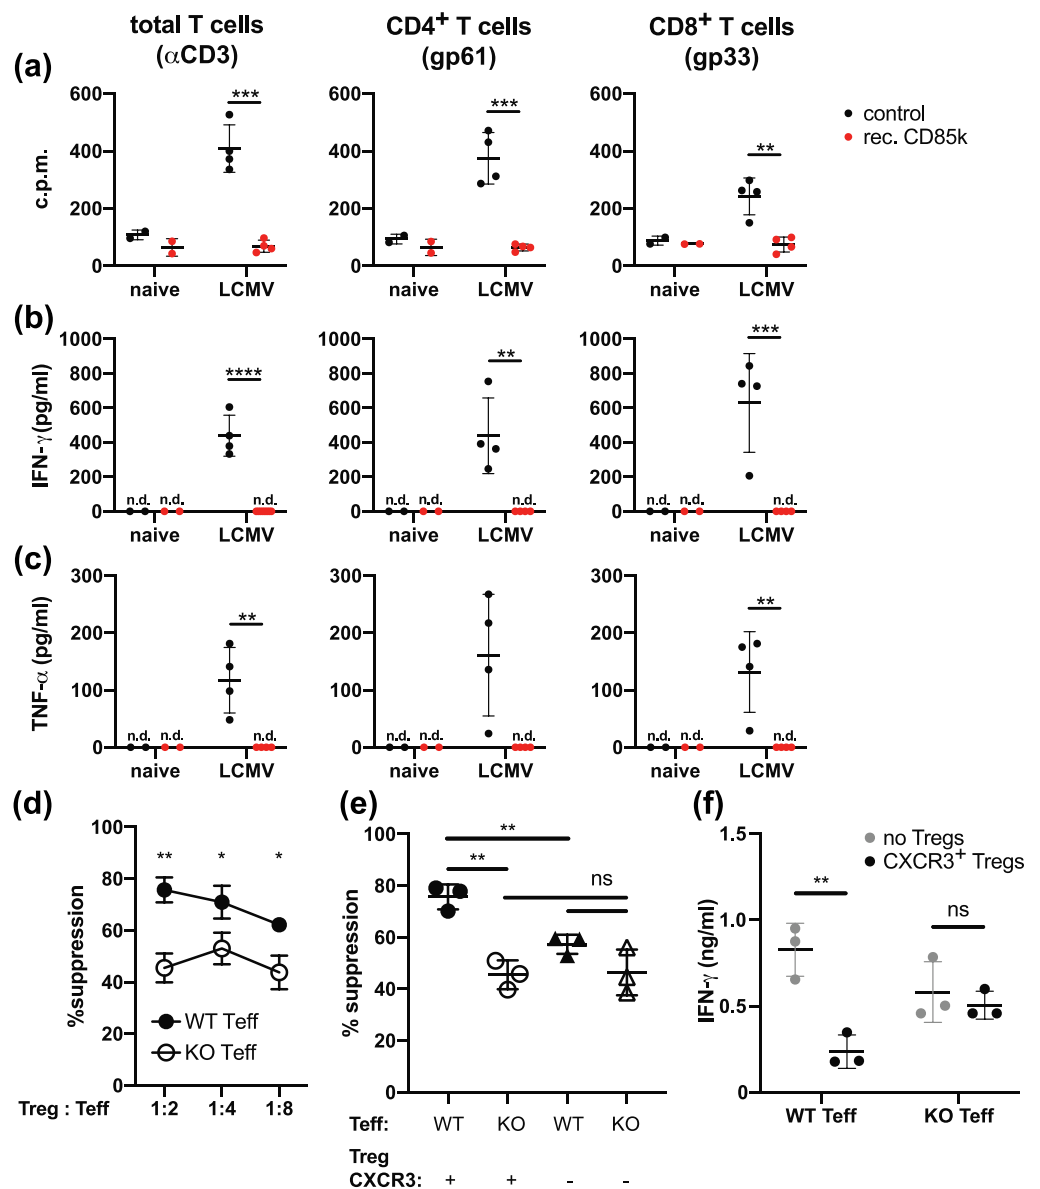 total T cells
(αCD3)
CD4+ T cells
(gp61)
CD8+ T cells
(gp33)
(a)
600
400
200
0
c.p.m.
***
naive
LCMV
600
400
200
0
***
naive
LCMV
600
400
200
0
**
naive
LCMV
control
rec. CD85k
(b)
1000
800
600
400
200
0
IFN-γ (pg/ml)
****
n.d.
n.d.
n.d.
naive
LCMV
1000
800
600
400
200
0
**
n.d.
n.d.
n.d.
naive
LCMV
1000
800
600
400
200
0
***
n.d.
n.d.
n.d.
naive
LCMV
(c)
300
200
100
0
TNF-α (pg/ml)
**
n.d.
n.d.
n.d.
naive
LCMV
300
200
100
0
n.d.
n.d.
n.d.
naive
LCMV
300
200
100
0
**
n.d.
n.d.
n.d.
naive
LCMV
(d)
100
80
60
40
20
0
%suppression
**
*
*
WT Teff
KO Teff
Treg : Teff
1:2
1:4
1:8
(e)
100
80
60
40
20
0
% suppression
**
**
ns
Teff:
WT
KO
WT
KO
Treg
CXCR3:
+
+
-
-
(f)
1.5
1.0
0.5
0
IFN-γ (ng/ml)
no Tregs
CXCR3+ Tregs
**
ns
WT Teff
KO Teff